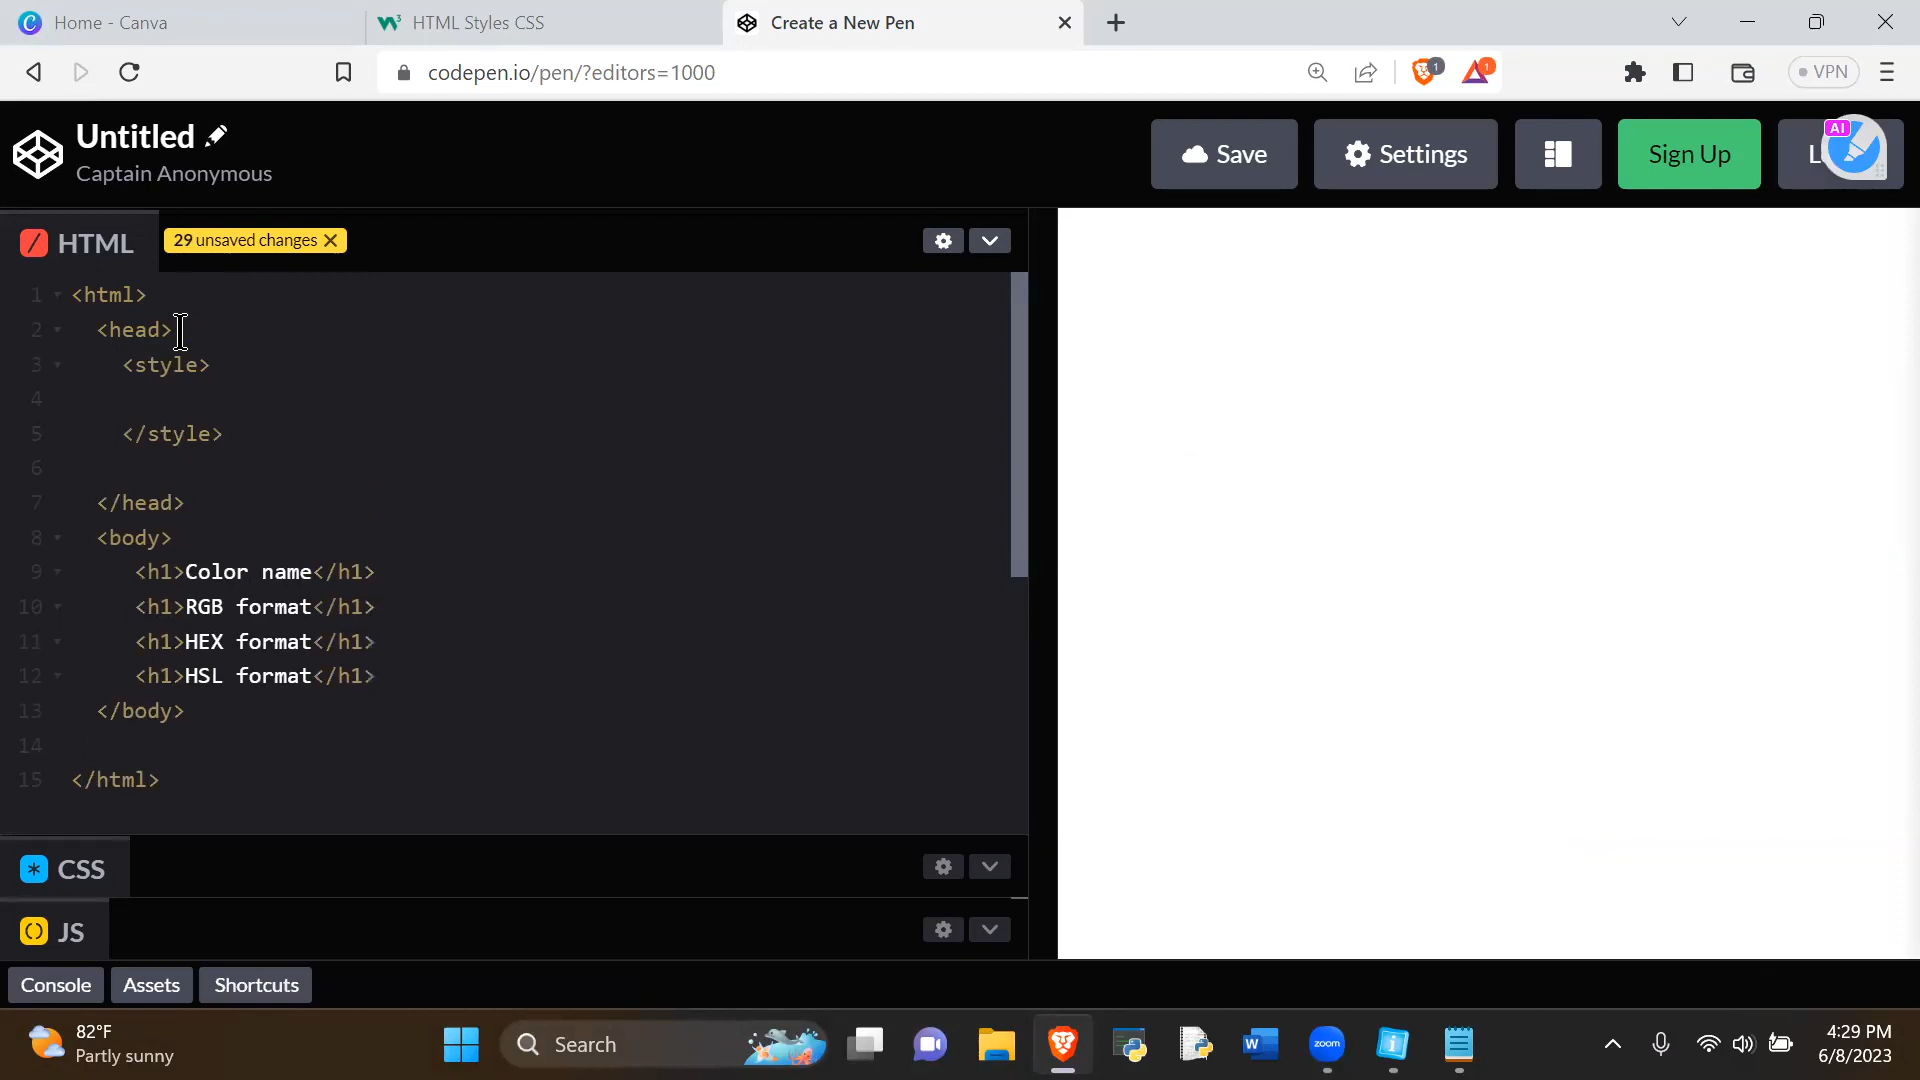 Home - Canva
HTML Styles CSS
Create a New Pen
codepen.io/pen/?editors=1000
1
1
VPN
Untitled
Captain Anonymous
Save
Settings
Sign Up
AI
HTML
29 unsaved changes
1 <html>
2 <head>
3 <style>
4
5 </style>
6
7 </head>
8 <body>
9 <h1>Color name</h1>
10 <h1>RGB format</h1>
11 <h1>HEX format</h1>
12 <h1>HSL format</h1>
13 </body>
14
15 </html>
CSS
JS
Console
Assets
Shortcuts
82°F
Partly sunny
Search
zoom
4:29 PM
6/8/2023